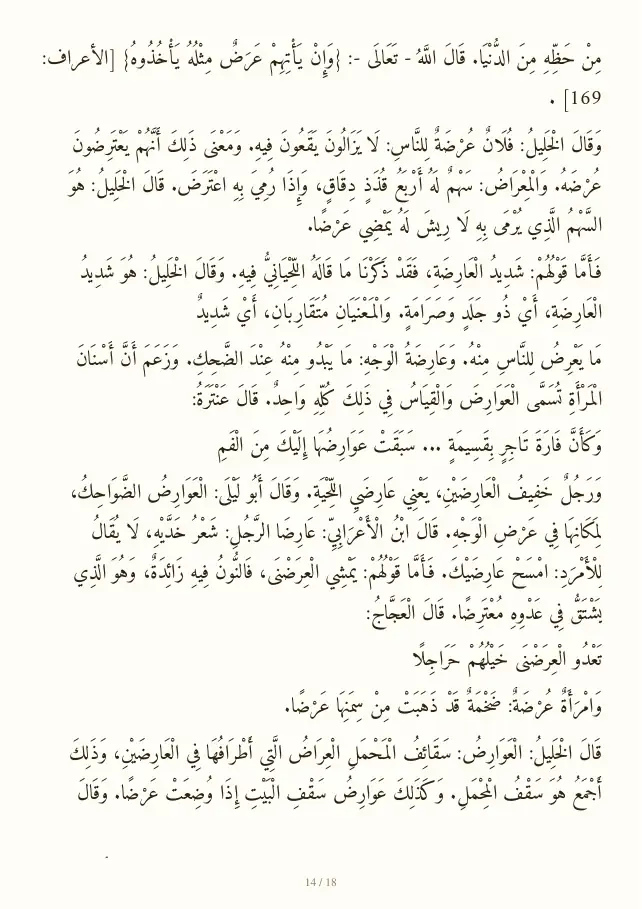 مِنْ حَظِّهِ مِنَ الدُّنْيَا. قَالَ اللَّهُ - تَعَالَى -: {وَإِنْ يَأْتِهِمْ عَرَضٌ مِثْلُهُ يَأْخُذُوهُ} [الأعراف:
169] .
وَقَالَ الْخَلِيلُ: فُلَانٌ عُرْضَةٌ لِلنَّاسِ: لَا يَزَالُونَ يَقَعُونَ فِيهِ. وَمَعْنَى ذَلِكَ أَنَّهُمْ يَعْتَرِضُونَ
عُرْضَهُ. وَالْمِعْرَاضُ: سَهْمٌ لَهُ أَرْبَعُ قُذَذٍ دِقَاقٍ، وَإِذَا رُمِيَ بِهِ اعْتَرَضَ. قَالَ الْخَلِيلُ: هُوَ
السَّهْمُ الَّذِي يُرْمَى بِهِ لَا رِيشَ لَهُ يَمْضِي عَرْضًا.
فَأَمَّا قَوْلُهُمْ: شَدِيدُ الْعَارِضَةِ، فَقَدْ ذَكَرْنَا مَا قَالَهُ اللِّحْيَانِيُّ فِيهِ. وَقَالَ الْخَلِيلُ: هُوَ شَدِيدُ
الْعَارِضَةِ، أَيْ ذُو جَلَدٍ وَصَرَامَةٍ. وَالْمَعْنَيَانِ مُتَقَارِبَانِ، أَيْ شَدِيدٌ
مَا يَعْرِضُ لِلنَّاسِ مِنْهُ. وَعَارِضَةُ الْوَجْهِ: مَا يَبْدُو مِنْهُ عِنْدَ الضَّحِكِ. وَزَعَمَ أَنَّ أَسْنَانَ
الْمَرْأَةِ تُسَمَّى الْعَوَارِضَ وَالْقِيَاسُ فِي ذَلِكَ كُلِّهِ وَاحِدٌ. قَالَ عَنْتَرَةُ:
وَكَأَنَّ فَارَةَ تَاجِرٍ بِقَسِيمَةٍ ... سَبَقَتْ عَوَارِضُهَا إِلَيْكَ مِنَ الْفَمِ
وَرَجُلٌ خَفِيفُ الْعَارِضَيْنِ، يَعْنِي عَارِضَيِ اللِّحْيَةِ. وَقَالَ أَبُو لَيْلَى: الْعَوَارِضُ الضَّوَاحِكُ،
لِمَكَانِهَا فِي عَرْضِ الْوَجْهِ. قَالَ ابْنُ الْأَعْرَابِيِّ: عَارِضَا الرَّجُلِ: شَعْرُ خَدَّيْهِ، لَا يُقَالُ
لِلْأَمْرَدِ: امْسَحْ عَارِضَيْكَ. فَأَمَّا قَوْلُهُمْ: يَمْشِي الْعِرَضْنَى، فَالنُّونُ فِيهِ زَائِدَةٌ، وَهُوَ الَّذِي
يَشْتَقُّ فِي عَدْوِهِ مُعْتَرِضًا. قَالَ الْعَجَّاجُ:
تَعْدُو الْعِرَضْنَى خَيْلُهُمْ حَرَاجِلًا
وَامْرَأَةٌ عُرْضَةٌ: ضَخْمَةٌ قَدْ ذَهَبَتْ مِنْ سِمَنِهَا عَرْضًا.
قَالَ الْخَلِيلُ: الْعَوَارِضُ: سَقَائِفُ الْمَحْمَلِ الْعِرَاضُ الَّتِي أَطْرَافُهَا فِي الْعَارِضَيْنِ، وَذَلِكَ
أَجْمَعُ هُوَ سَقْفُ الْمِحْمَلِ. وَكَذَلِكَ عَوَارِضُ سَقْفِ الْبَيْتِ إِذَا وُضِعَتْ عَرْضًا. وَقَالَ
14 / 18